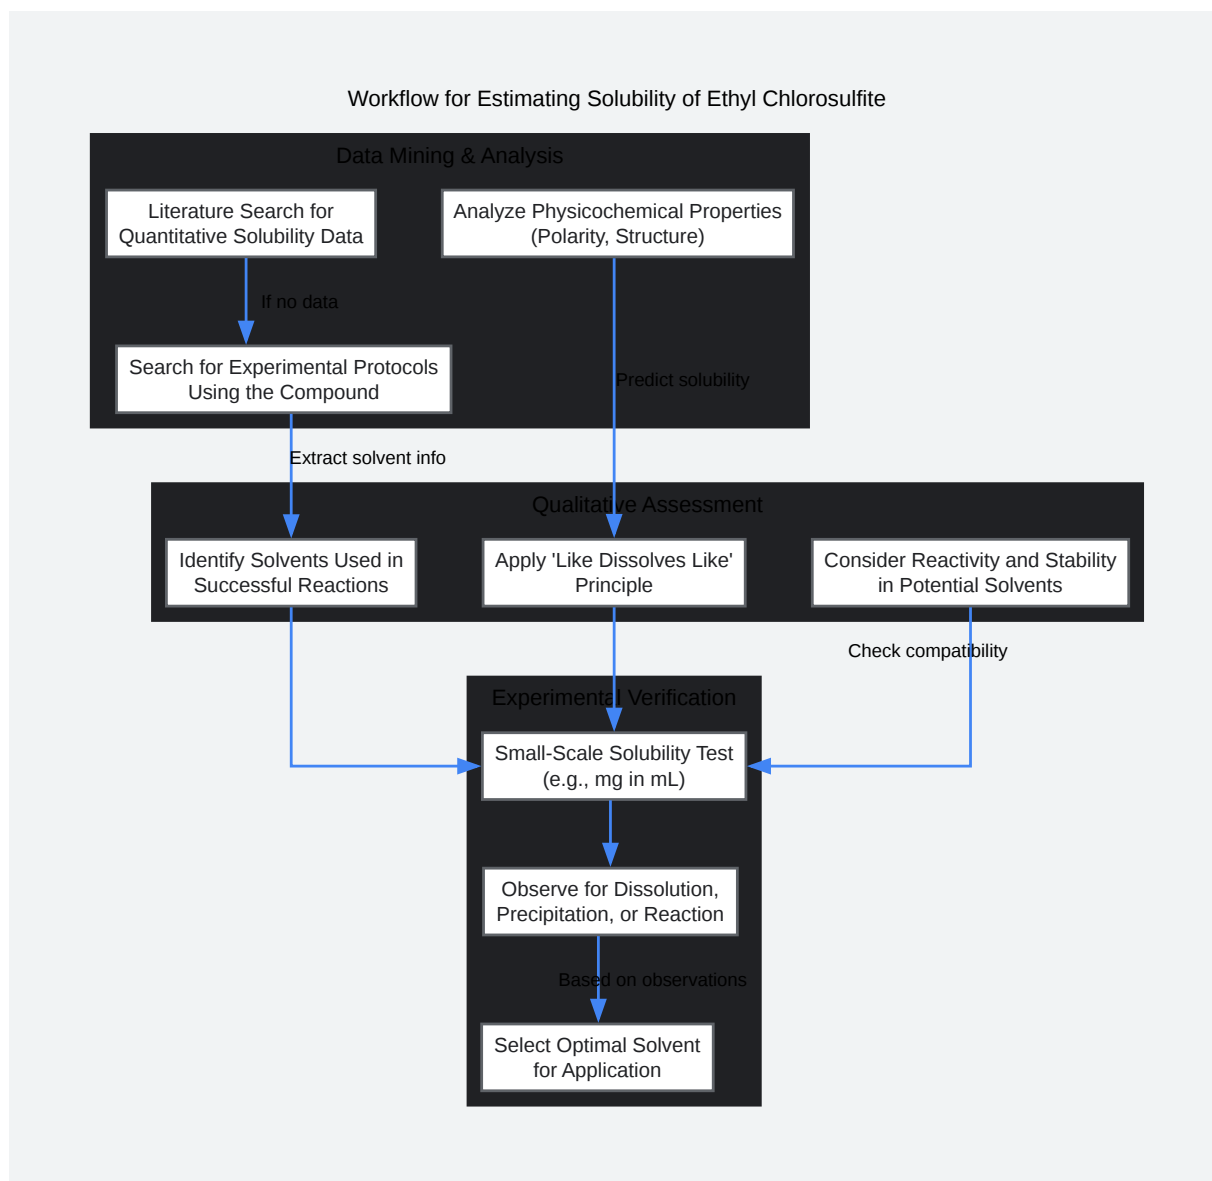 Workflow for Estimating Solubility of Ethyl Chlorosulfite
Data Mining & Analysis
Literature Search for
Quantitative Solubility Data
Analyze Physicochemical Properties
(Polarity, Structure)
If no data
Search for Experimental Protocols
Using the Compound
Predict solubility
Extract solvent info
Qualitative Assessment
Identify Solvents Used in
Successful Reactions
Apply 'Like Dissolves Like'
Principle
Consider Reactivity and Stability
in Potential Solvents
Check compatibility
Experimental Verification
Small-Scale Solubility Test
(e.g., mg in mL)
Observe for Dissolution,
Precipitation, or Reaction
Based on observations
Select Optimal Solvent
for Application